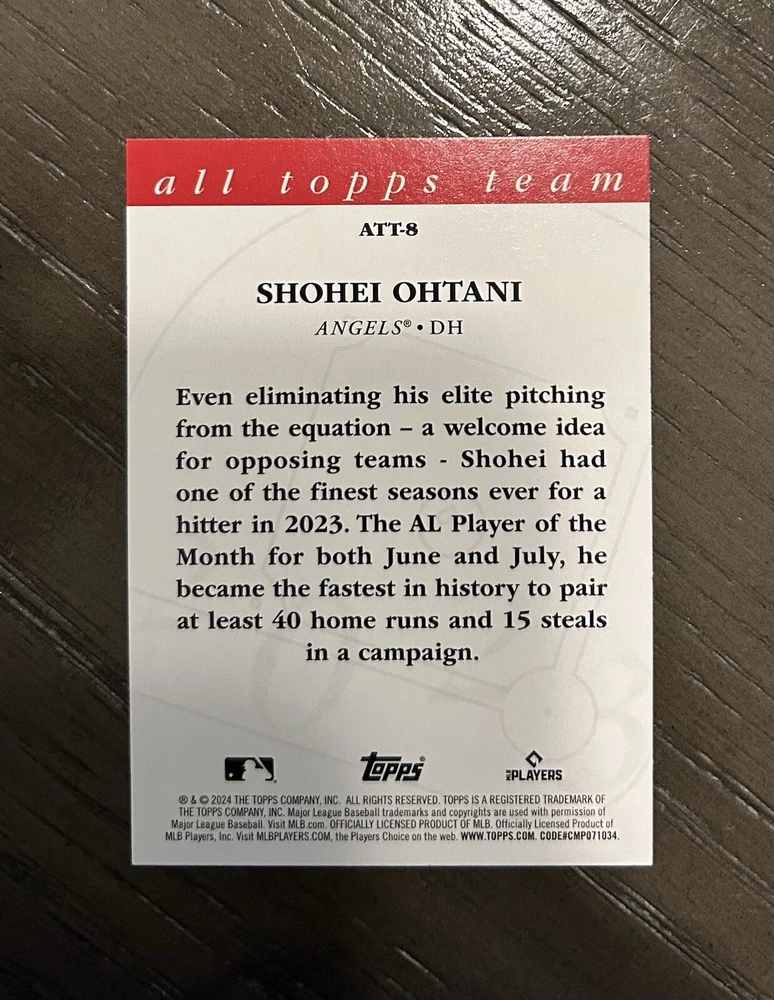 all topps team
ATT-8
SHOHEI OHTANI
ANGELS® • DH
Even eliminating his elite pitching
from the equation – a welcome idea
for opposing teams - Shohei had
one of the finest seasons ever for a
hitter in 2023. The AL Player of the
Month for both June and July, he
became the fastest in history to pair
at least 40 home runs and 15 steals
in a campaign.
topps®
MLB PLAYERS
® & © 2024 THE TOPPS COMPANY, INC. ALL RIGHTS RESERVED. TOPPS IS A REGISTERED TRADEMARK OF
THE TOPPS COMPANY, INC. Major League Baseball trademarks and copyrights are used with permission of
Major League Baseball. Visit MLB.com. OFFICIALLY LICENSED PRODUCT OF MLB. Officially Licensed Product of
MLB Players, Inc. Visit MLBPLAYERS.COM, the Players Choice on the web. WWW.TOPPS.COM. CODE#CMP071034.